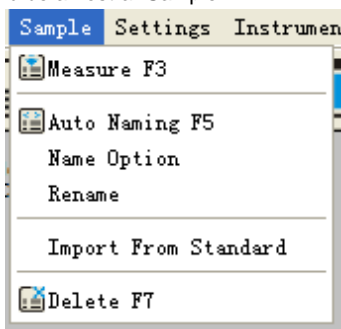 Sample Settings Instrumen
Measure F3
Auto Naming F5
Name Option
Rename
Import From Standard
Delete F7